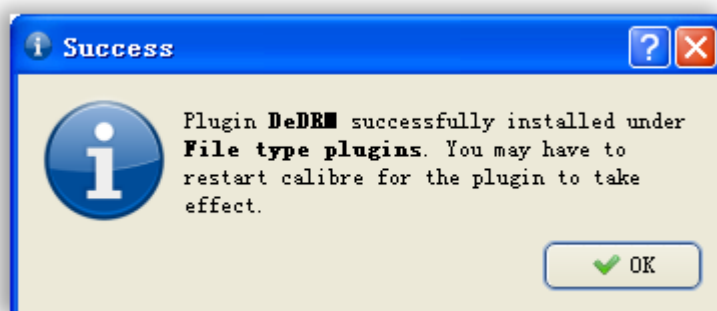 Success
Plugin DeDRM successfully installed under
File type plugins. You may have to
restart calibre for the plugin to take
effect.
OK